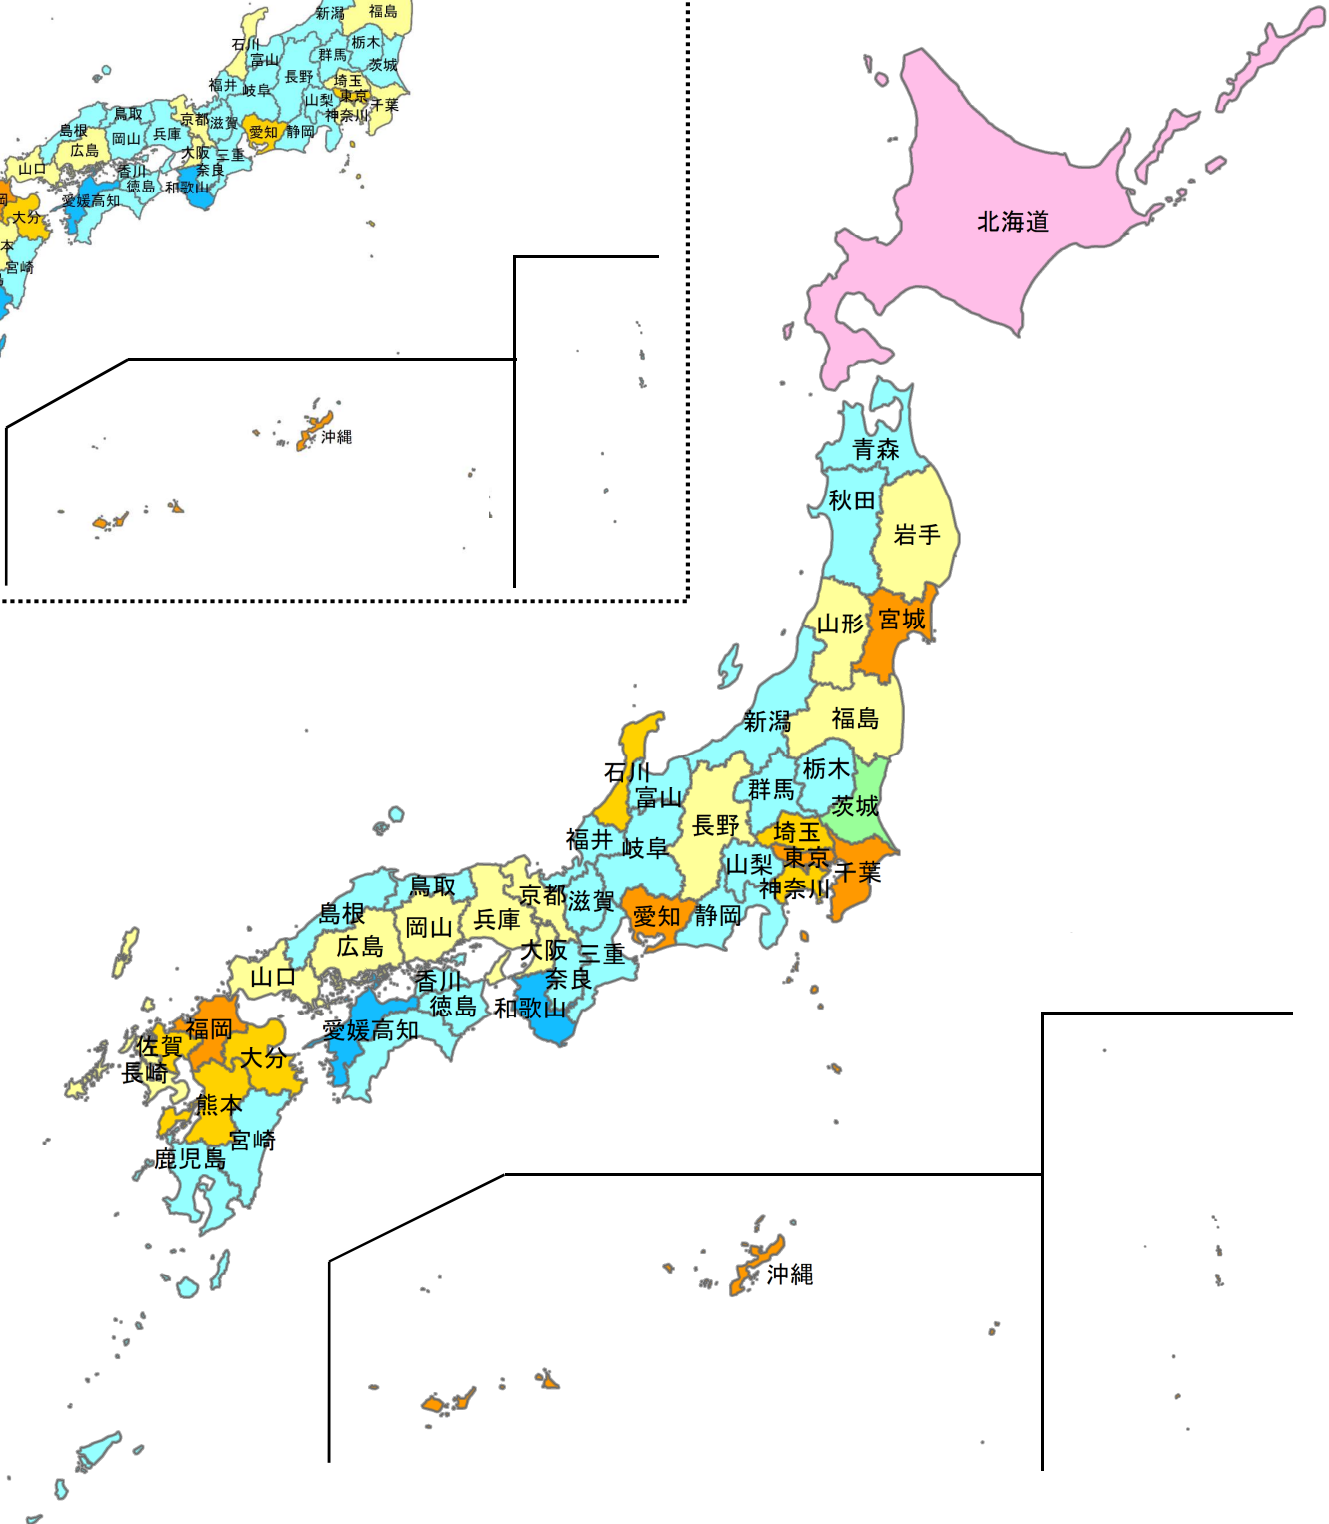 新潟
福島
石川
富山
栃木
群馬
茨城
長野
埼玉
福井
岐阜
東京
千葉
山梨
神奈川
鳥取
京都
滋賀
島根
岡山
兵庫
愛知
静岡
広島
大阪
三重
山口
香川
奈良
徳島
和歌山
愛媛
高知
岡
大分
本
宮崎
沖縄
北海道
青森
秋田
岩手
山形
宮城
新潟
福島
石川
富山
栃木
群馬
茨城
長野
埼玉
福井
岐阜
東京
山梨
千葉
神奈川
鳥取
京都
滋賀
島根
岡山
兵庫
愛知
静岡
広島
大阪
三重
山口
香川
奈良
徳島
和歌山
福岡
愛媛
高知
佐賀
大分
長崎
熊本
宮崎
鹿児島
沖縄